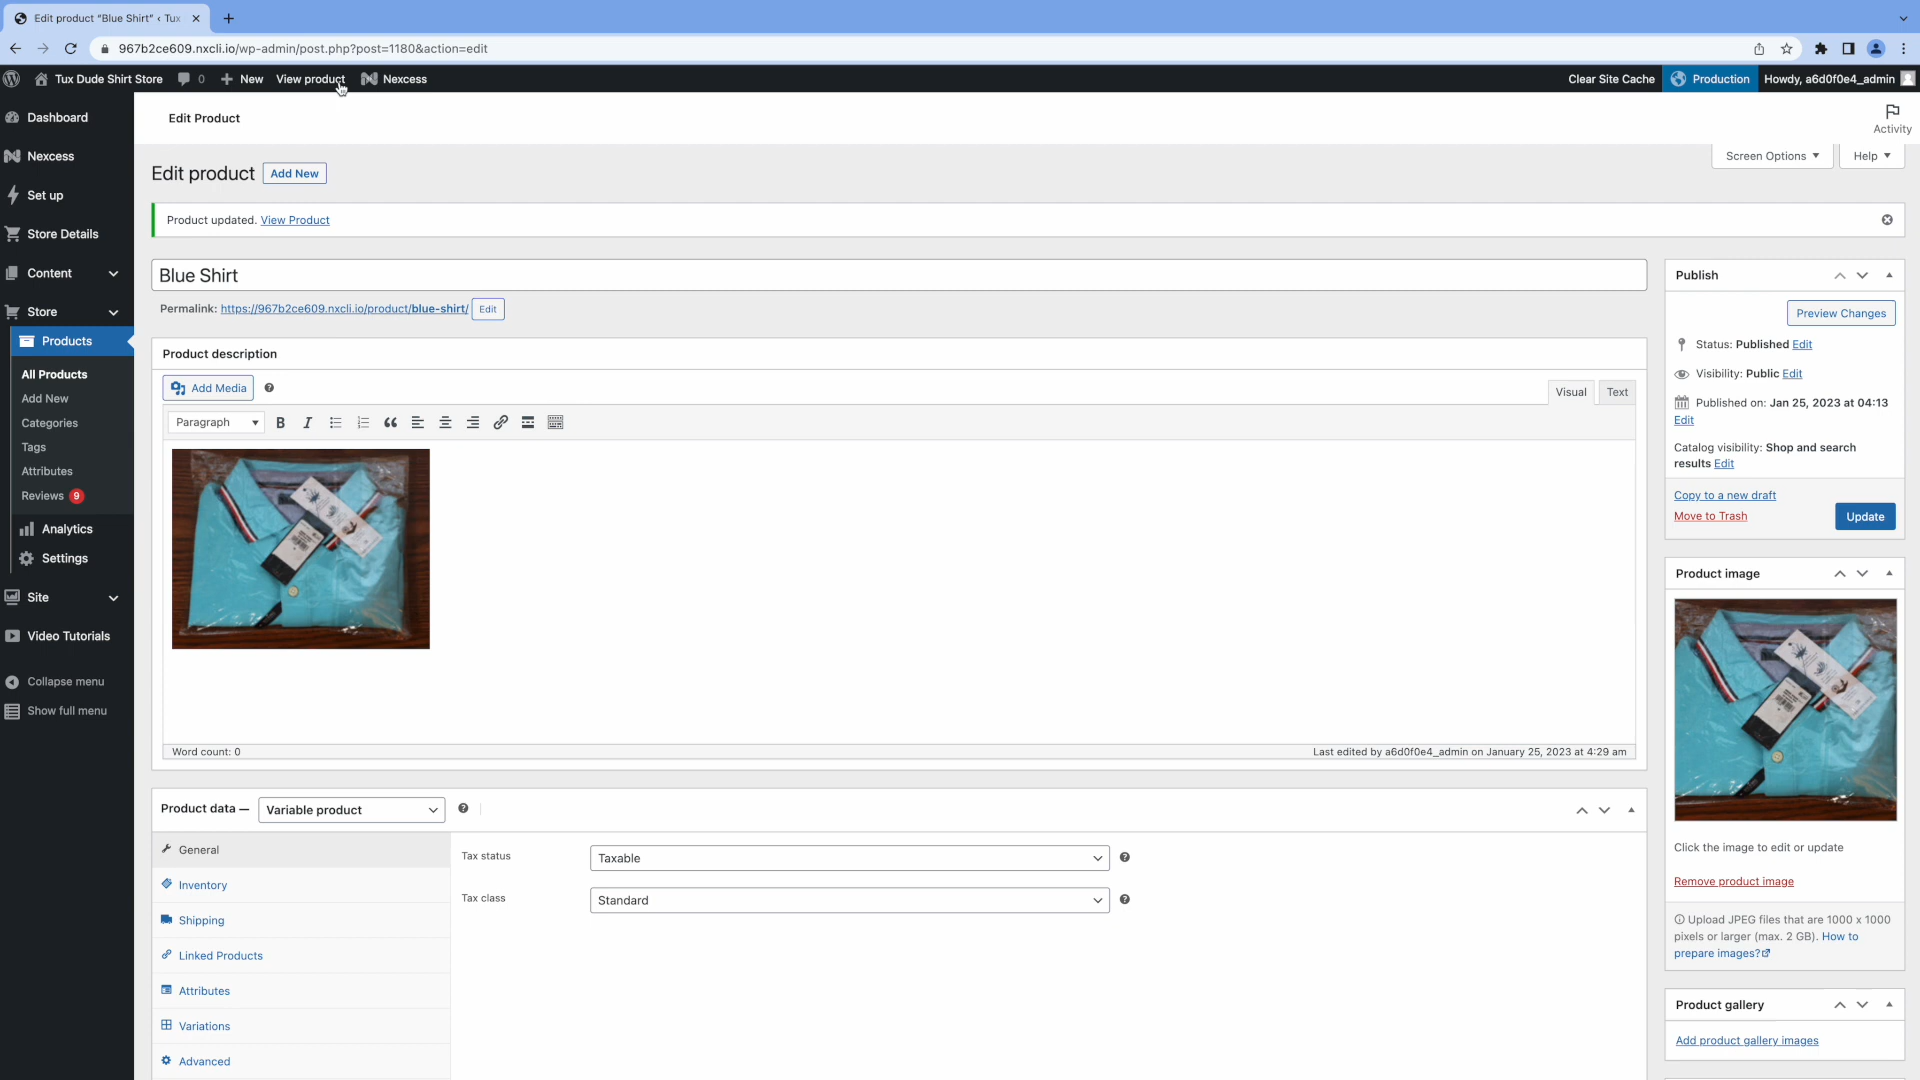 Edit product “Blue Shirt” ‹ Tux
967b2ce609.nxcli.io/wp-admin/post.php?post=1180&action=edit
Tux Dude Shirt Store 0 New View product Nexcess Clear Site Cache Production Howdy, a6d0f0e4_admin
Dashboard
Nexcess
Set up
Store Details
Content
Store
Products
All Products
Add New
Categories
Tags
Attributes
Reviews 9
Analytics
Settings
Site
Video Tutorials
Collapse menu
Show full menu
Edit Product
Activity
Screen Options Help
Edit product Add New
Product updated. View Product
Blue Shirt
Permalink: https://967b2ce609.nxcli.io/product/blue-shirt/ Edit
Product description
Add Media
Visual Text
Paragraph B I
Word count: 0 Last edited by a6d0f0e4_admin on January 25, 2023 at 4:29 am
Product data — Variable product
General
Inventory
Shipping
Linked Products
Attributes
Variations
Advanced
Tax status Taxable
Tax class Standard
Publish
Preview Changes
Status: Published Edit
Visibility: Public Edit
Published on: Jan 25, 2023 at 04:13
Edit
Catalog visibility: Shop and search
results Edit
Copy to a new draft
Move to Trash Update
Product image
Click the image to edit or update
Remove product image
Upload JPEG files that are 1000 x 1000
pixels or larger (max. 2 GB). How to
prepare images?
Product gallery
Add product gallery images